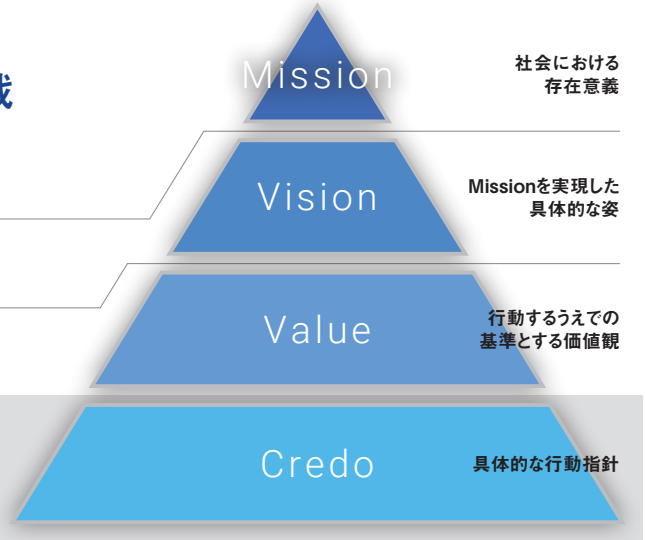 Mission
社会における
存在意義
Vision
Missionを実現した
具体的な姿
Value
行動するうえでの
基準とする価値観
Credo
具体的な行動指針